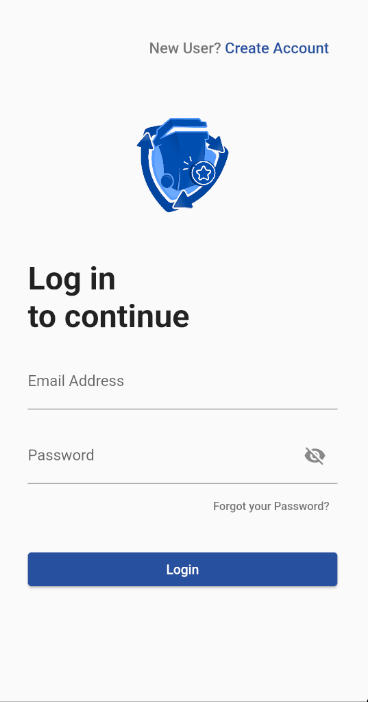 New User? Create Account
Log in
to continue
Email Address
Password
Forgot your Password?
Login